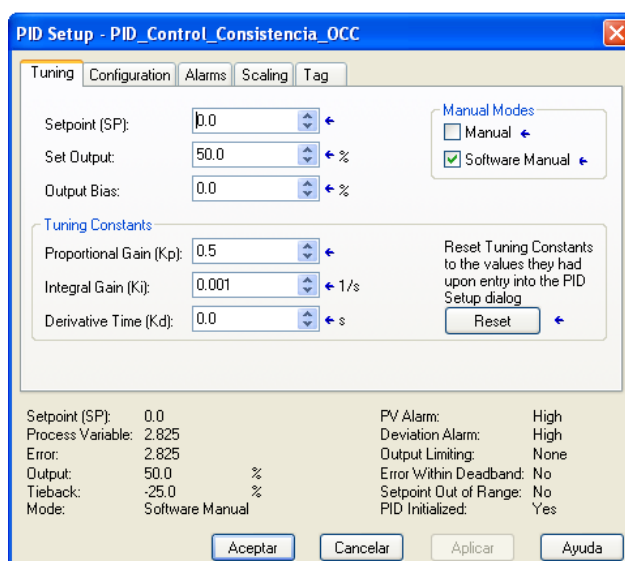 PID Setup - PID_Control_Consistencia_OCC
Tuning Configuration Alarms Scaling Tag
Setpoint (SP): 0.0
Set Output: 50.0 %
Output Bias: 0.0 %
Manual Modes
Manual
Software Manual
Tuning Constants
Proportional Gain (Kp): 0.5
Integral Gain (Ki): 0.001 1/s
Derivative Time (Kd): 0.0 s
Reset Tuning Constants
to the values they had
upon entry into the PID
Setup dialog
Reset
Setpoint (SP): 0.0
Process Variable: 2.825
Error: 2.825
Output: 50.0 %
Tieback: -25.0 %
Mode: Software Manual
PV Alarm: High
Deviation Alarm: High
Output Limiting: None
Error Within Deadband: No
Setpoint Out of Range: No
PID Initialized: Yes
Aceptar Cancelar Aplicar Ayuda